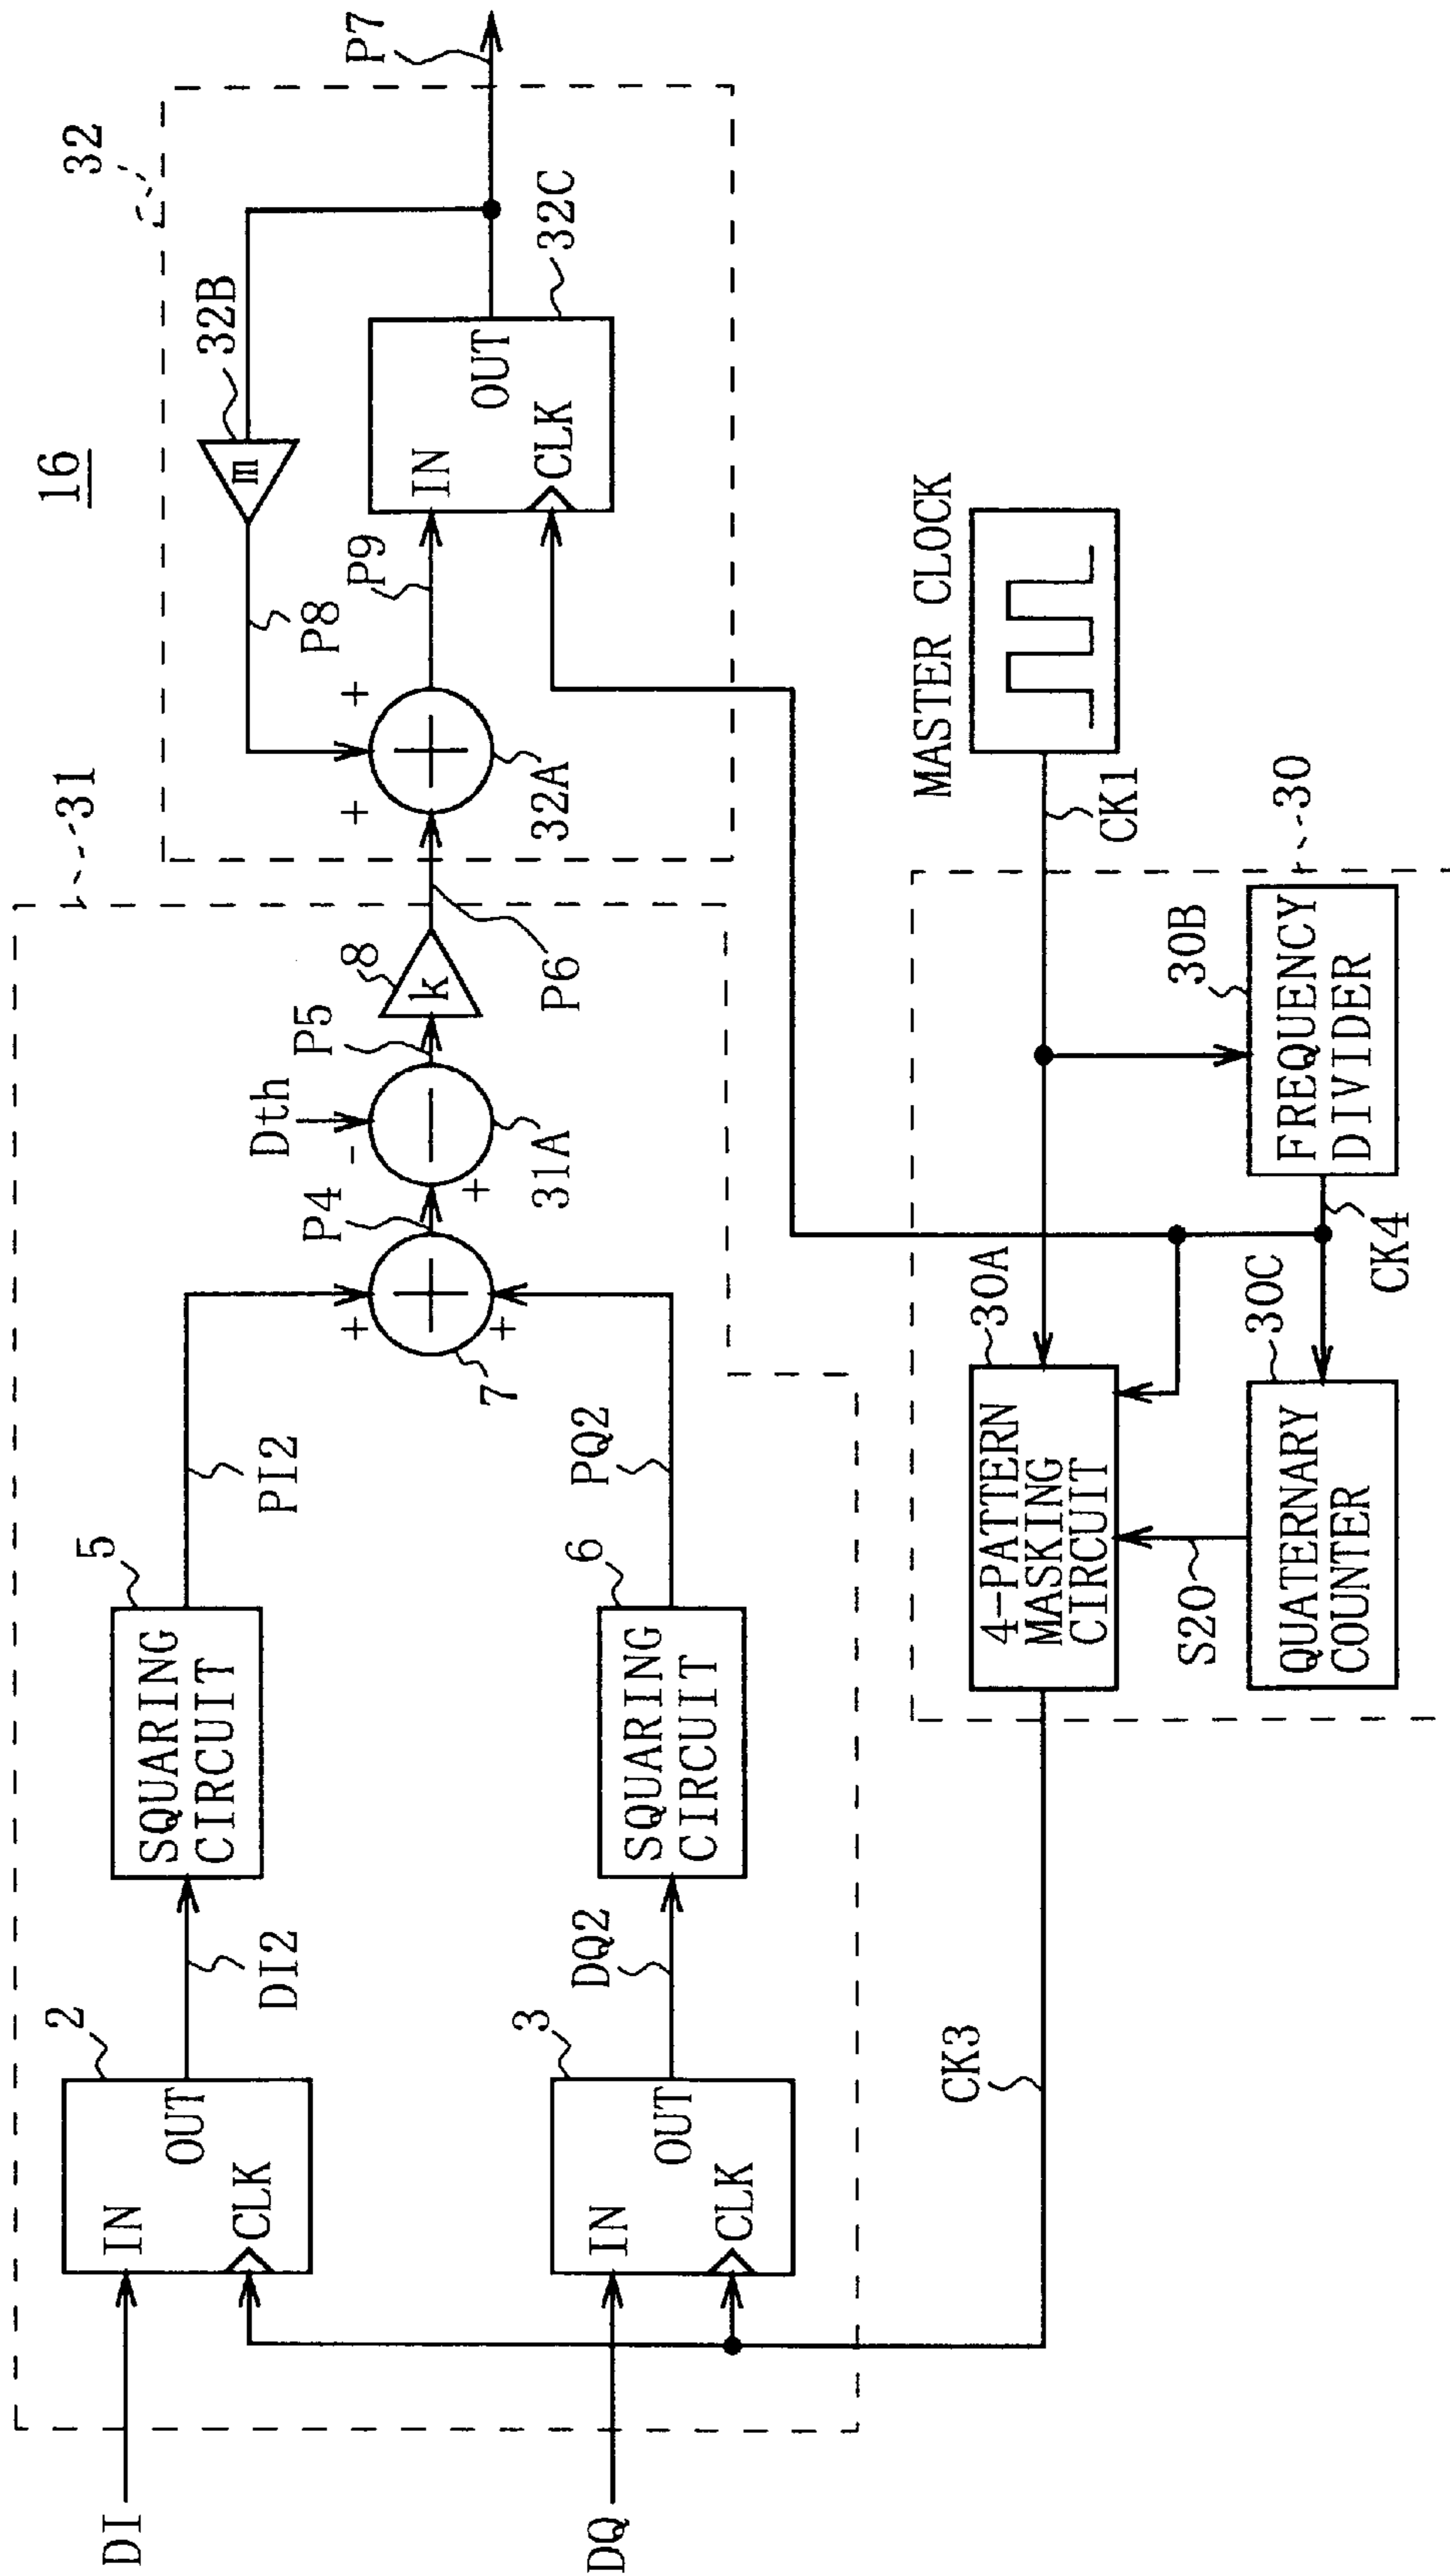 16
31
32
DI
IN
OUT
CLK
2
DI2
SQUARING
CIRCUIT
5
PI2
+
+
7
P4
Dth
-
+
31A
P5
8
k
P6
+
+
32A
P8
m
32B
P9
IN
OUT
CLK
32C
P7
DQ
IN
OUT
CLK
3
DQ2
SQUARING
CIRCUIT
6
PQ2
CK3
4-PATTERN
MASKING
CIRCUIT
30A
S20
QUATERNARY
COUNTER
30C
CK4
FREQUENCY
DIVIDER
30B
30
CK1
MASTER CLOCK